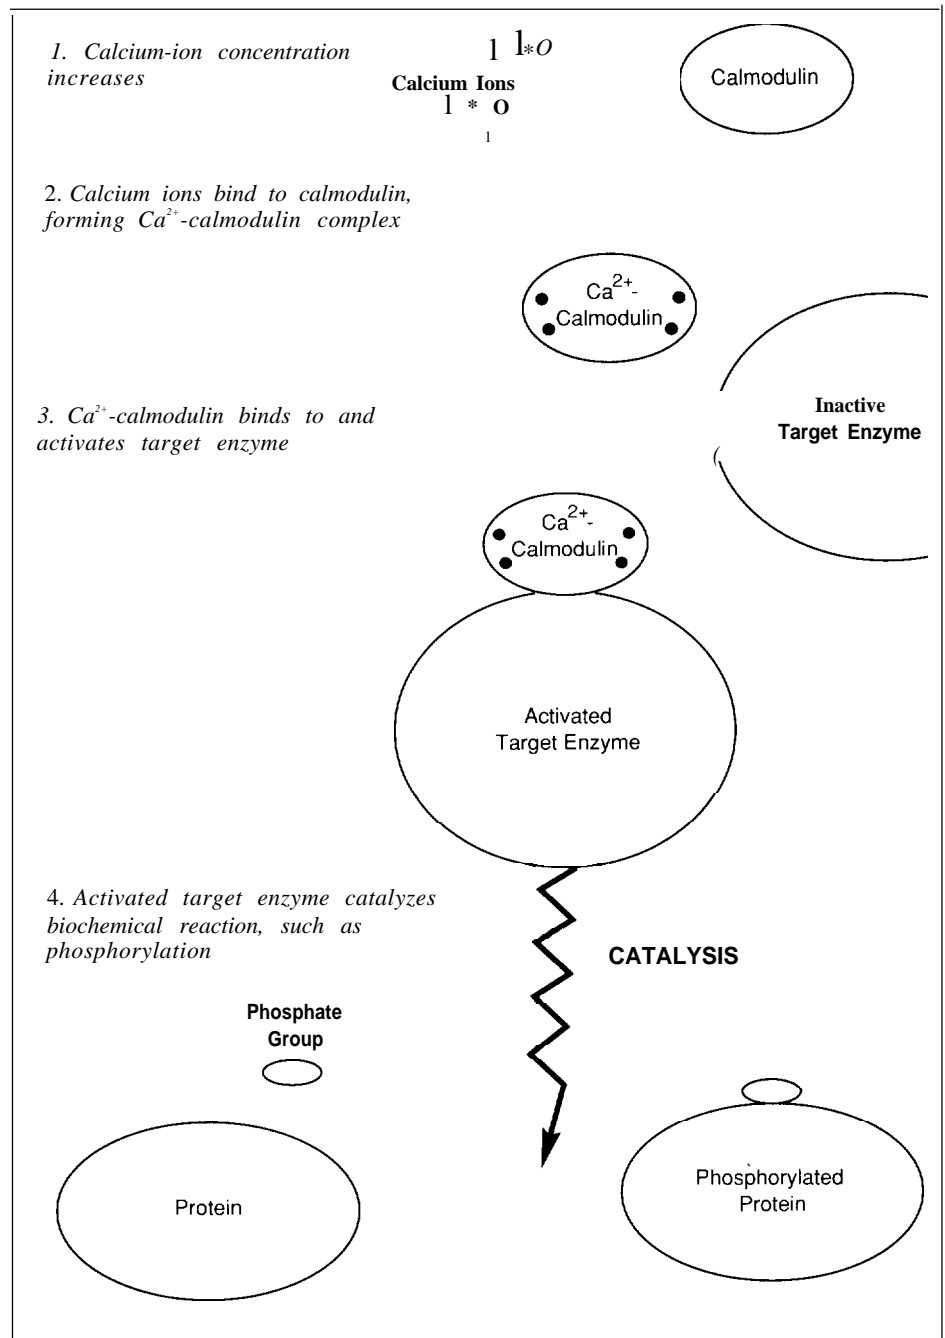 1. Calcium-ion concentration
increases
l l*O
Calcium Ions
l * O
l
Calmodulin
2. Calcium ions bind to calmodulin,
forming Ca2+-calmodulin complex
Ca2+-
Calmodulin
Inactive
Target Enzyme
3. Ca2+-calmodulin binds to and
activates target enzyme
Ca2+-
Calmodulin
Activated
Target Enzyme
4. Activated target enzyme catalyzes
biochemical reaction, such as
phosphorylation
CATALYSIS
Phosphate
Group
Protein
Phosphorylated
Protein